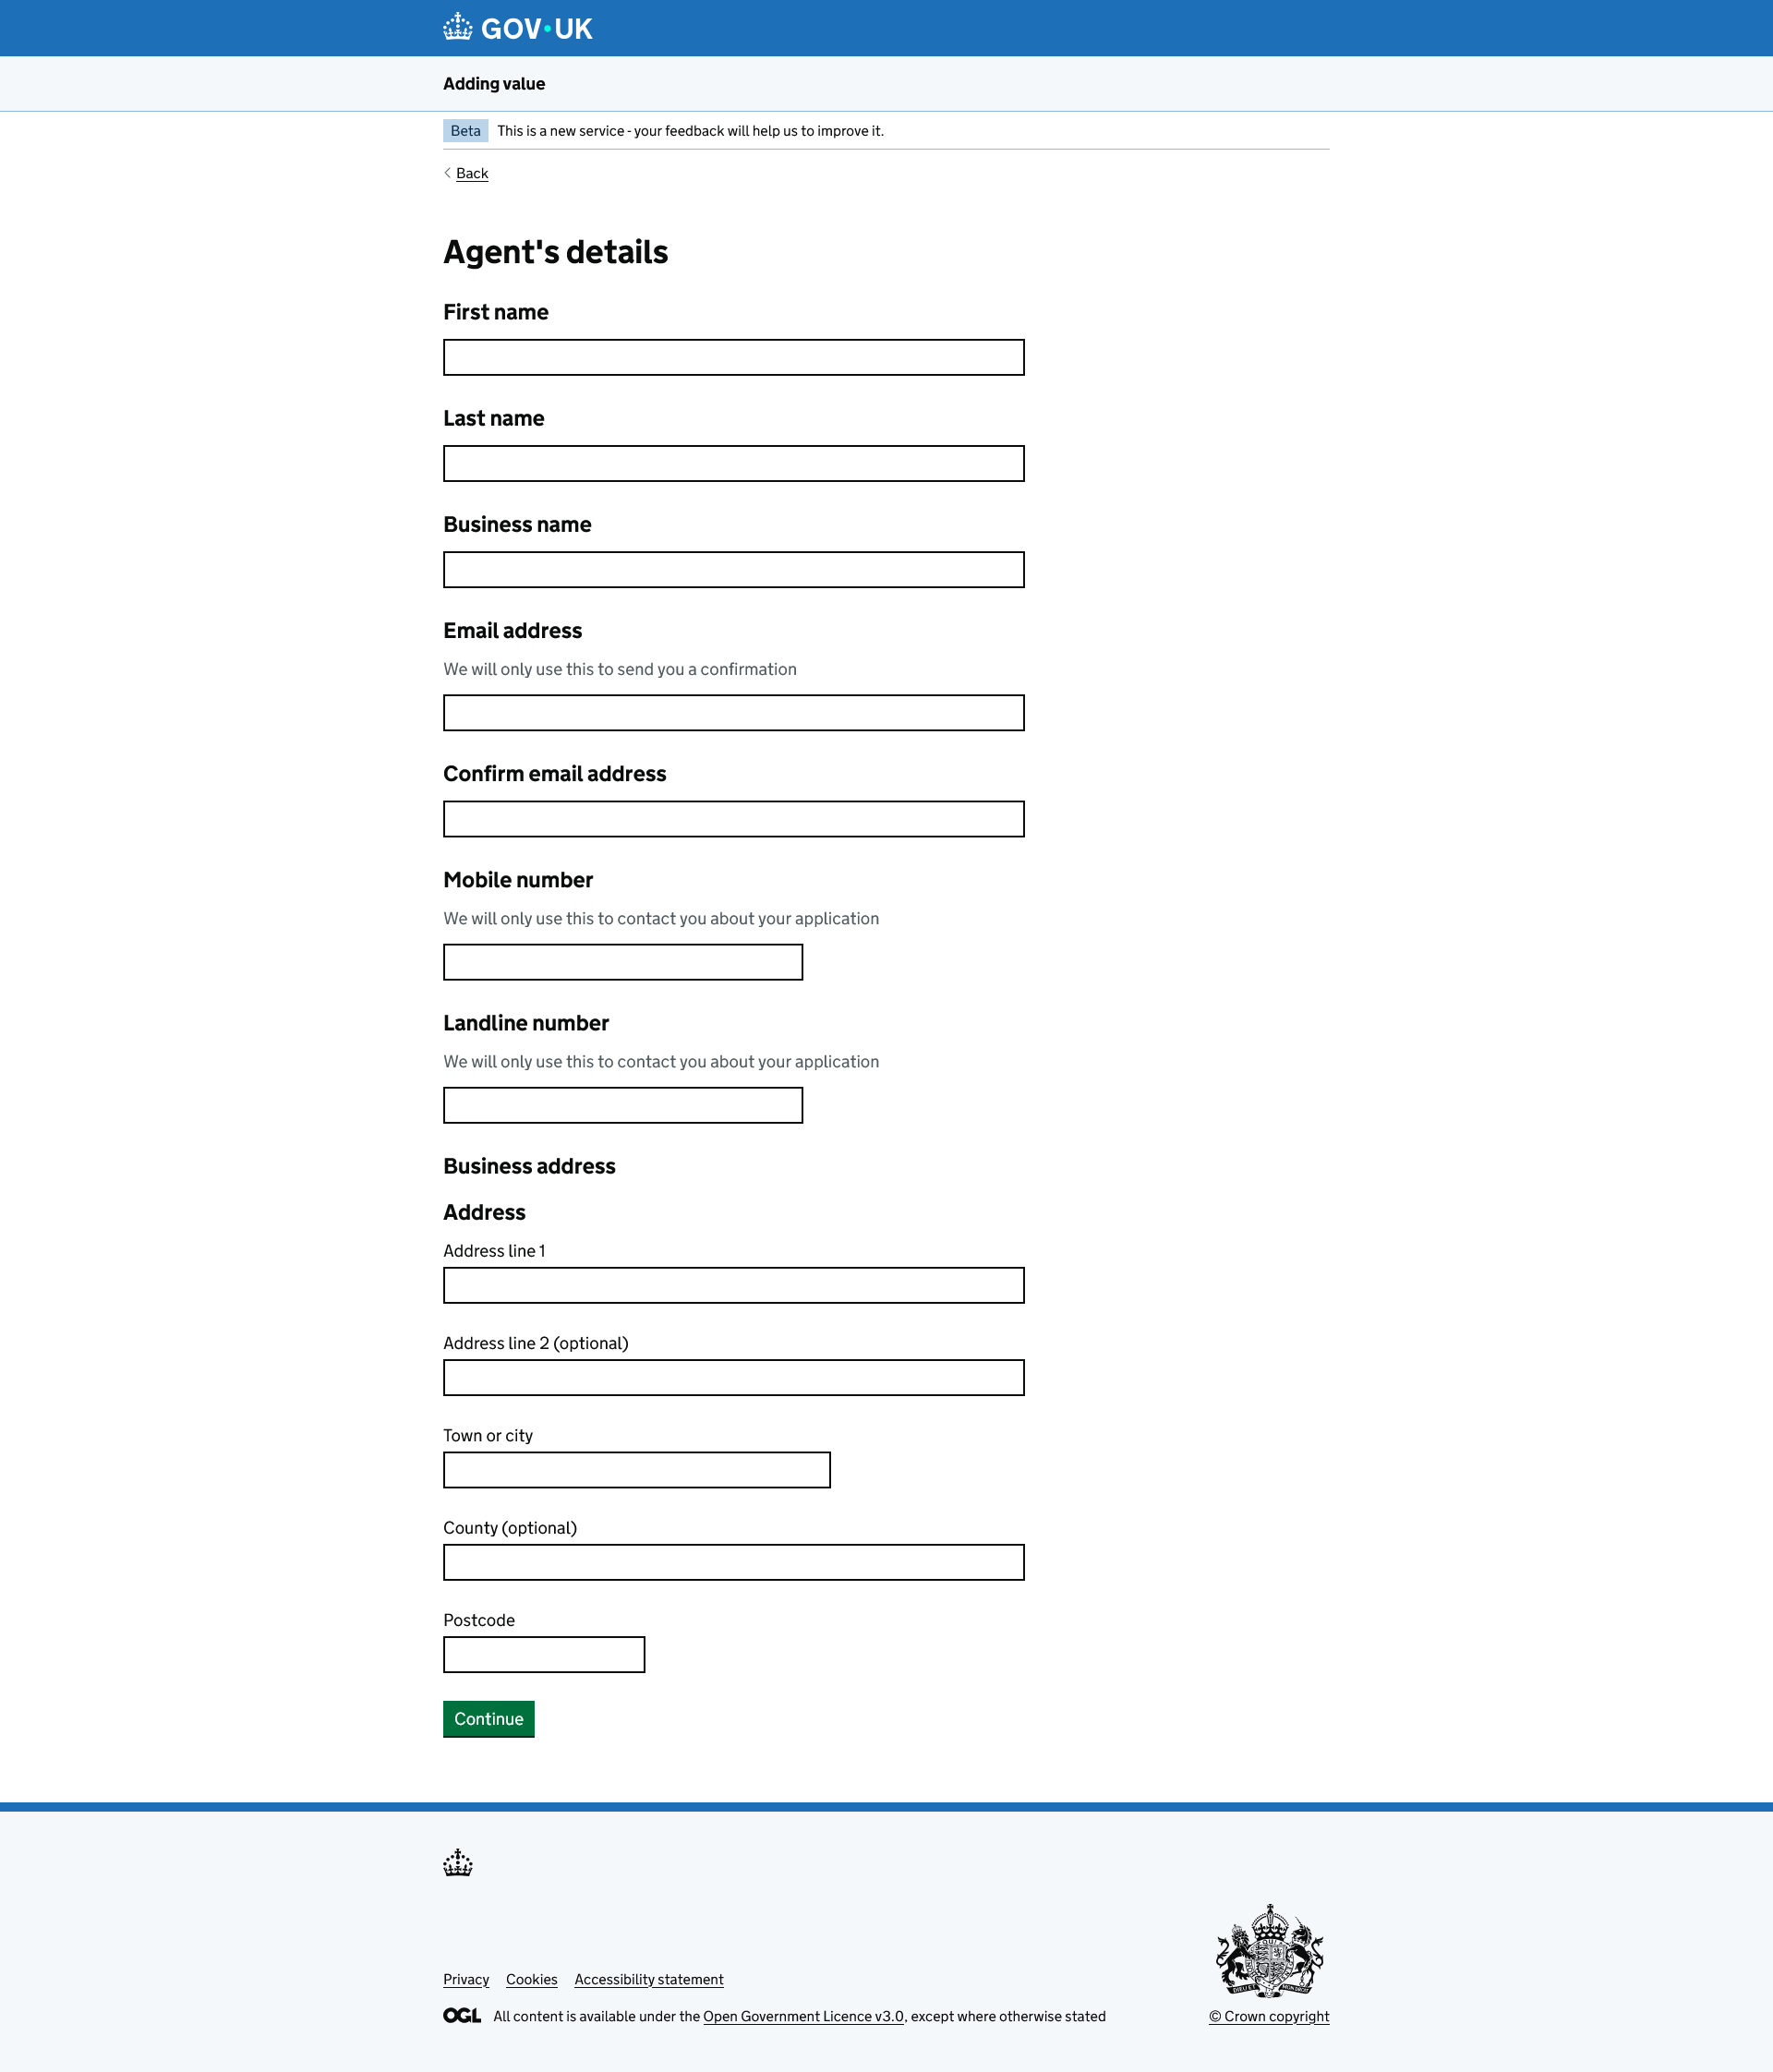 GOV·UK
Adding value
Beta This is a new service - your feedback will help us to improve it.
Back
Agent's details
First name
Last name
Business name
Email address
We will only use this to send you a confirmation
Confirm email address
Mobile number
We will only use this to contact you about your application
Landline number
We will only use this to contact you about your application
Business address
Address
Address line 1
Address line 2 (optional)
Town or city
County (optional)
Postcode
Continue
Privacy Cookies Accessibility statement
OGL All content is available under the Open Government Licence v3.0, except where otherwise stated
© Crown copyright